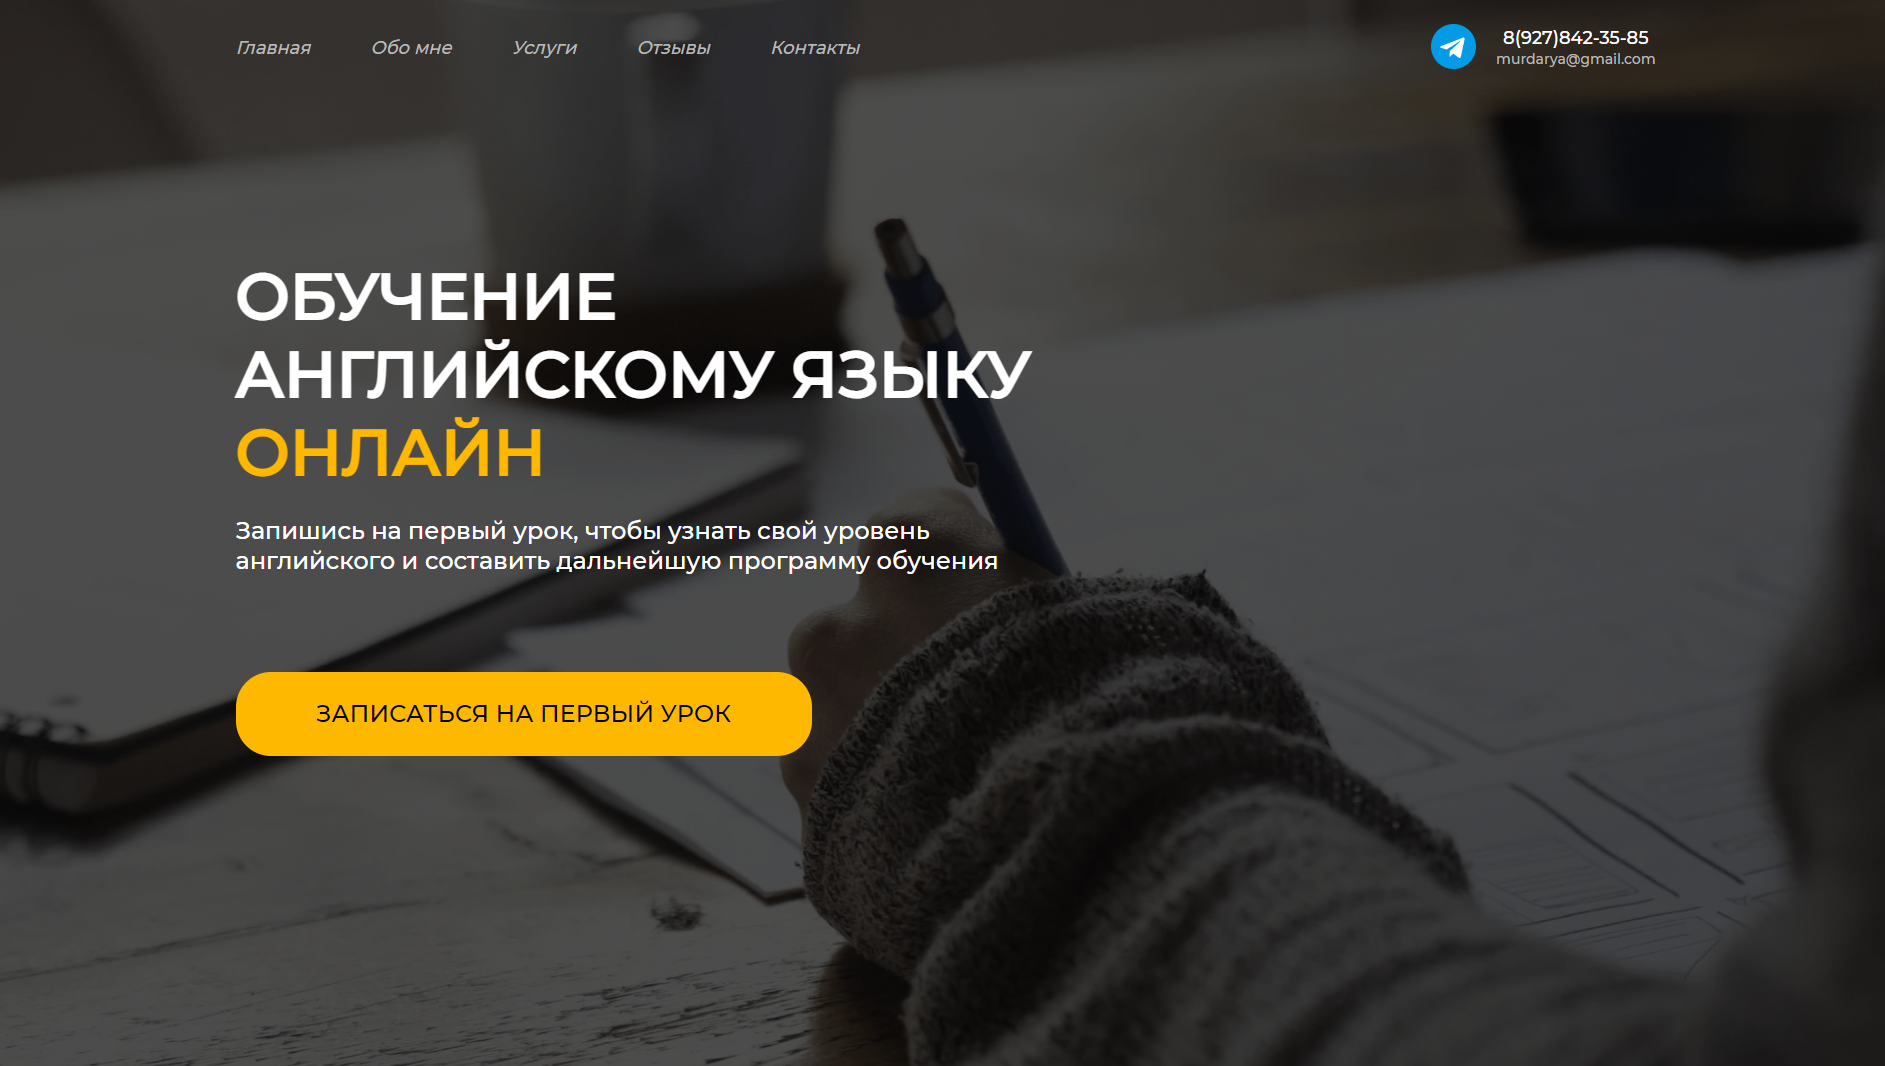 Главная Обо мне Услуги Отзывы Контакты
8(927)842-35-85
murdarya@gmail.com
ОБУЧЕНИЕ
АНГЛИЙСКОМУ ЯЗЫКУ
ОНЛАЙН
Запишись на первый урок, чтобы узнать свой уровень
английского и составить дальнейшую программу обучения
ЗАПИСАТЬСЯ НА ПЕРВЫЙ УРОК